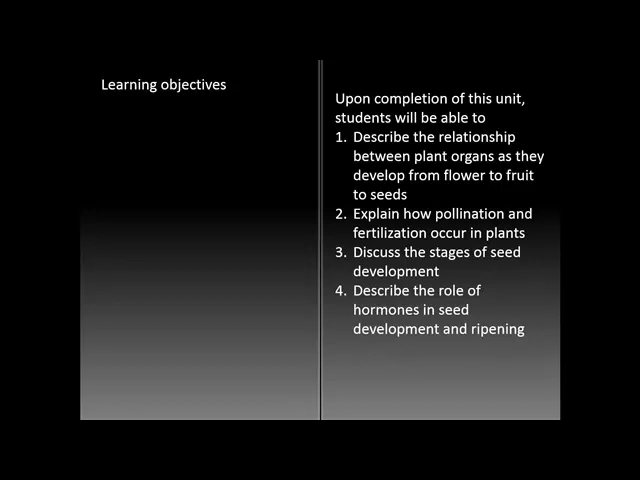 Learning objectives
Upon completion of this unit,
students will be able to
1. Describe the relationship
between plant organs as they
develop from flower to fruit
to seeds
2. Explain how pollination and
fertilization occur in plants
3. Discuss the stages of seed
development
4. Describe the role of
hormones in seed
development and ripening